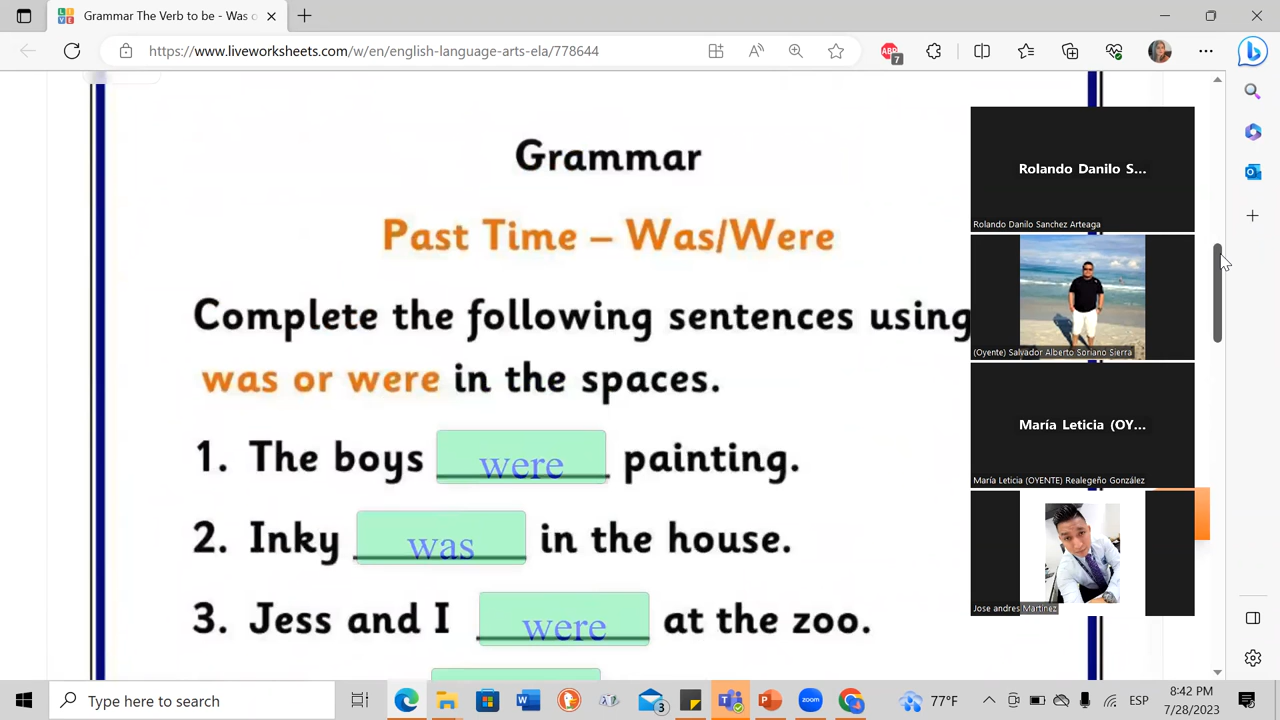 Grammar The Verb to be - Was o
https://www.liveworksheets.com/w/en/english-language-arts-ela/778644
ABP
7
Grammar
Past Time – Was/Were
Complete the following sentences using
was or were in the spaces.
1. The boys were painting.
2. Inky was in the house.
3. Jess and I were at the zoo.
Rolando Danilo S...
Rolando Danilo Sanchez Arteaga
(Oyente) Salvador Alberto Soriano Sierra
María Leticia (OY...
María Leticia (OYENTE) Realegeño González
Jose andres Martinez
Type here to search
3
zoom
77°F
ESP
8:42 PM
7/28/2023